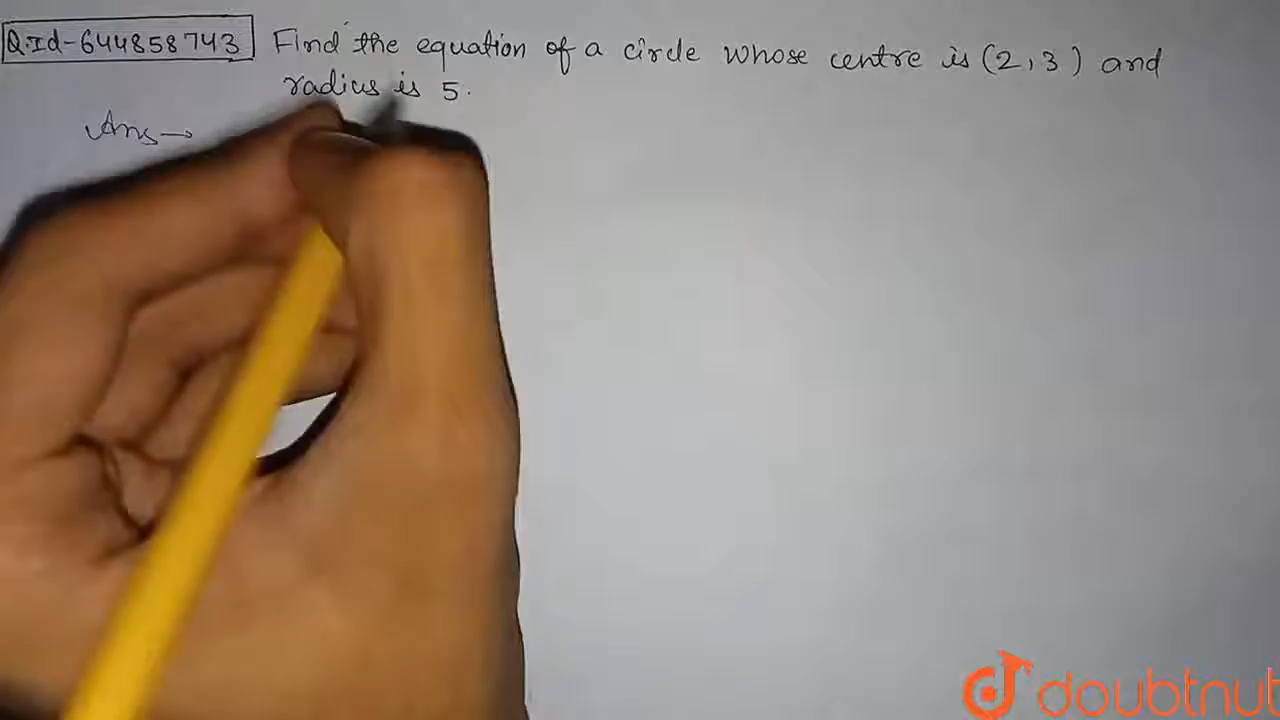 Q.Id-644858743 Find the equation of a circle whose centre is (2,3) and
radius is 5.
Ans→
doubtnut